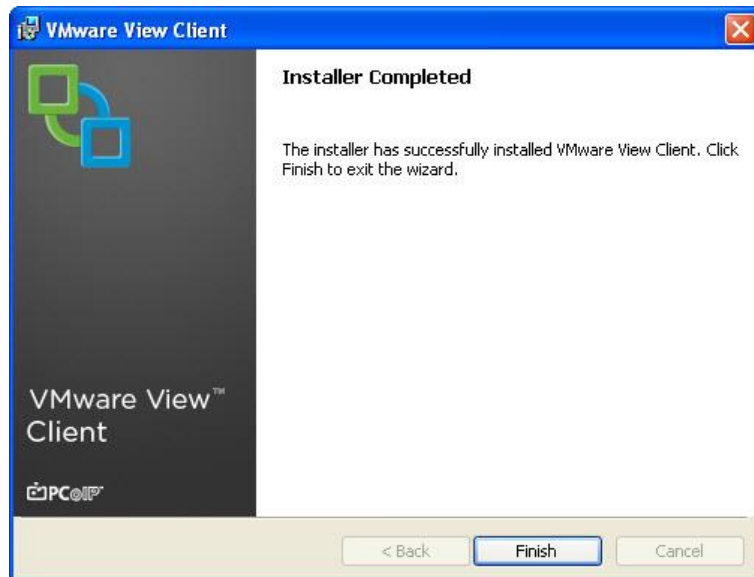 VMware View Client
Installer Completed
The installer has successfully installed VMware View Client. Click
Finish to exit the wizard.
VMware View™
Client
PCoIP™
< Back
Finish
Cancel